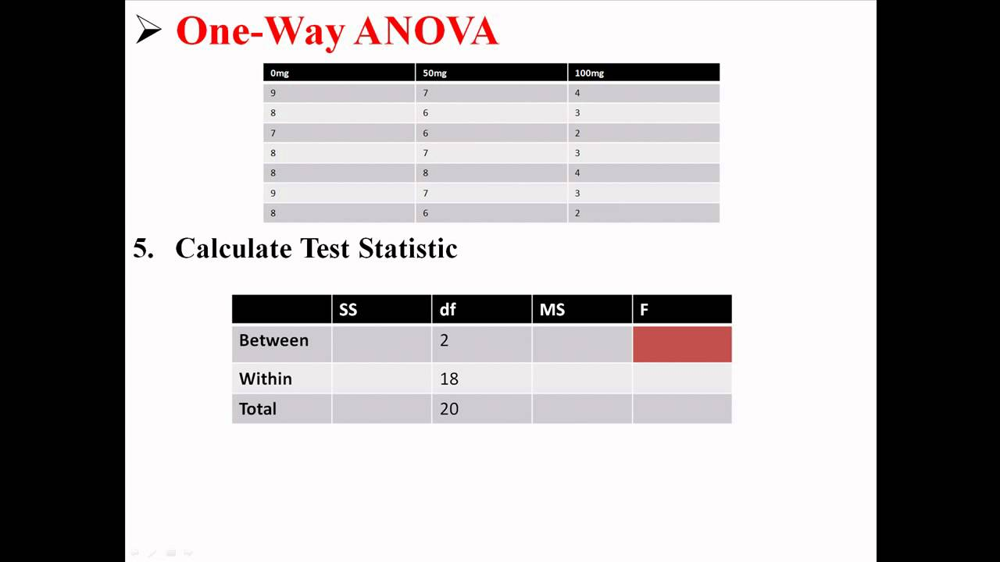 One-Way ANOVA
0mg 50mg 100mg
9 7 4
8 6 3
7 6 2
8 7 3
8 8 4
9 7 3
8 6 2
5. Calculate Test Statistic
SS df MS F
Between 2
Within 18
Total 20